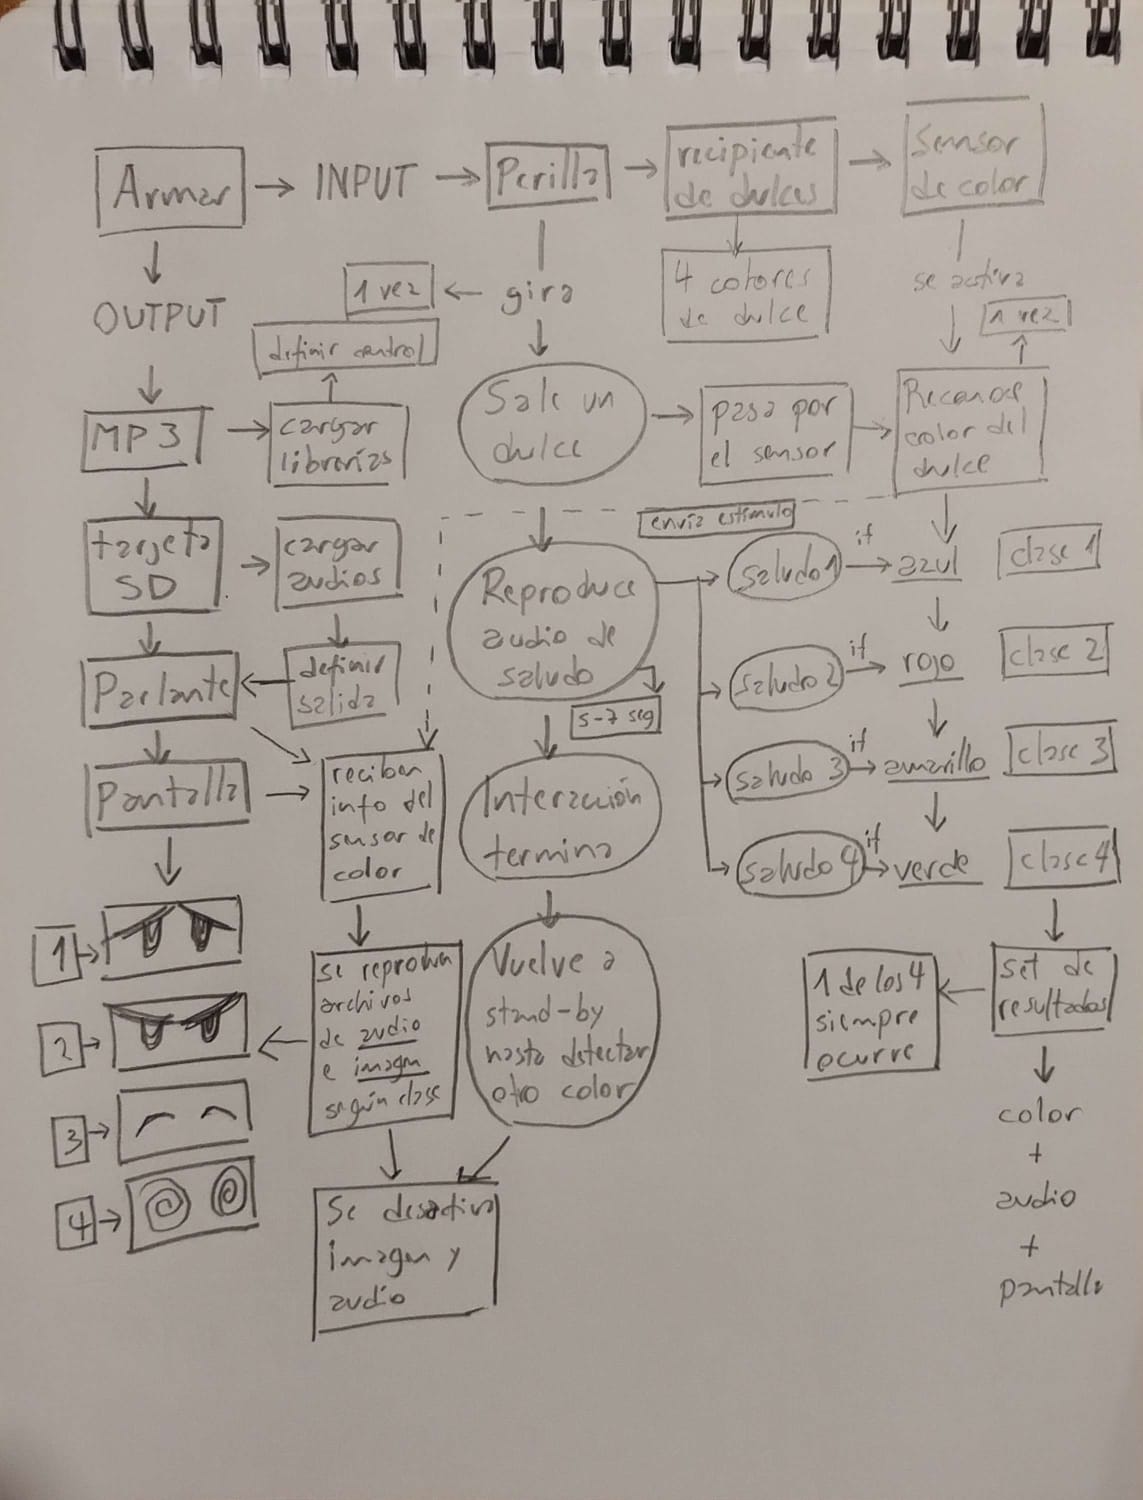 Armar
INPUT
Perilla
recipiente
de dulces
Sensor
de color
OUTPUT
1 vez
gira
4 colores
de dulce
se activa
1 vez
definir control
MP3
cargar
librerías
Sale un
dulce
pasa por
el sensor
Reconoce
color del
dulce
envía estímulo
tarjeta
SD
cargar
audios
Reproduce
audio de
saludo
5-7 seg
saludo 1
if
azul
clase 1
saludo 2
if
rojo
clase 2
saludo 3
if
amarillo
clase 3
saludo 4
if
verde
clase 4
Parlante
definir
salida
Pantalla
reciben
info del
sensor de
color
Interacción
termina
1
2
3
4
se reproducen
archivos
de audio
e imagen
según clase
Vuelve a
stand-by
hasta detectar
otro color
1 de los 4
siempre
ocurre
set de
resultados
color
+
audio
+
pantalla
Se desactiva
imagen y
audio